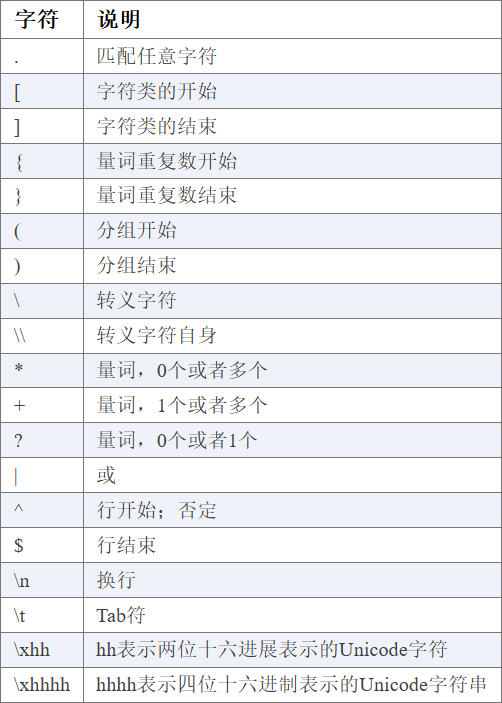 字符 说明
. 匹配任意字符
[ 字符类的开始
] 字符类的结束
{ 量词重复数开始
} 量词重复数结束
( 分组开始
) 分组结束
\ 转义字符
\\ 转义字符自身
* 量词，0个或者多个
+ 量词，1个或者多个
? 量词，0个或者1个
| 或
^ 行开始；否定
$ 行结束
\n 换行
\t Tab符
\xhh hh表示两位十六进展表示的Unicode字符
\xhhhh hhhh表示四位十六进制表示的Unicode字符串